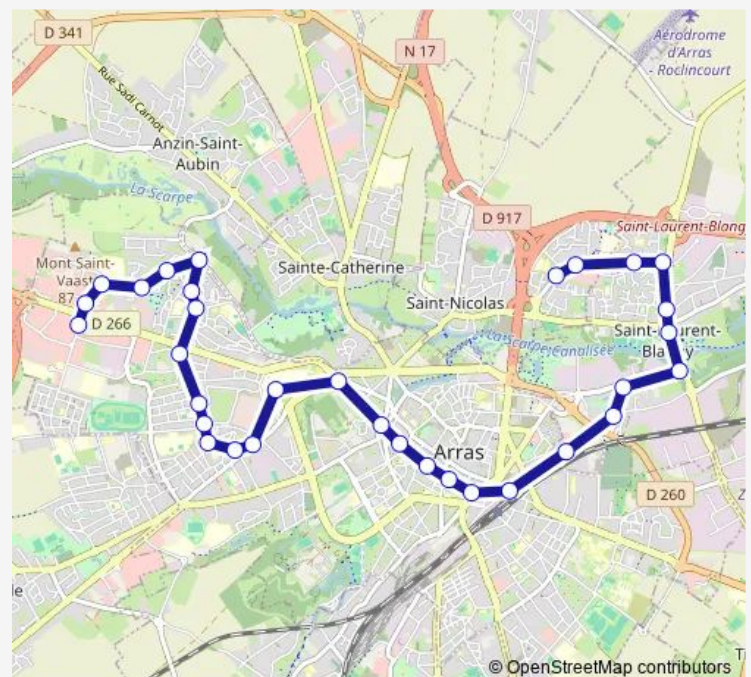 D 341
N 17
Aérodrome
d'Arras
- Roclincourt
Rue Sadi Carnot
Anzin-Saint-
Aubin
La Scarpe
D 917
Saint-Laurent-Blang
Mont Saint-
Vaast
87
Sainte-Catherine
Saint-Nicolas
D 266
La Scarpe Canalisée
Saint-Laurent-
Arras
D 260
© OpenStreetMap contributors